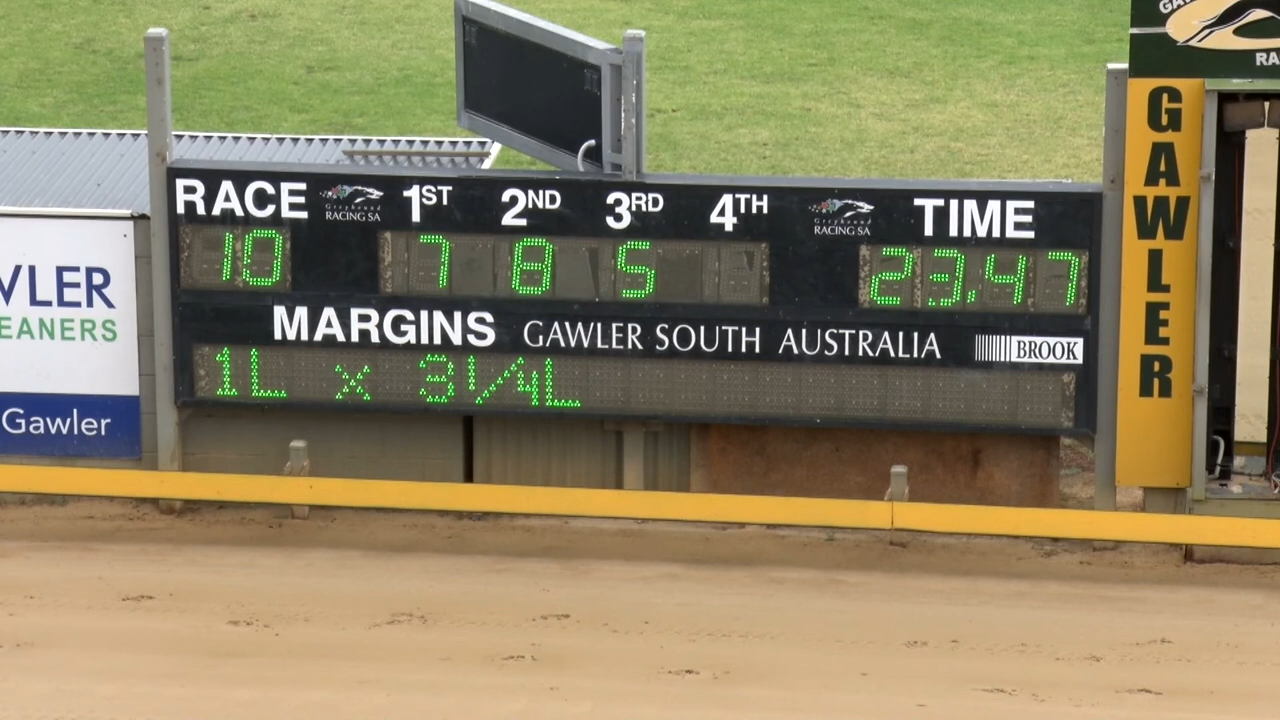 RACE 1ST 2ND 3RD 4TH TIME
Greyhound RACING SA
Greyhound RACING SA
10 7 8 5 23.47
MARGINS GAWLER SOUTH AUSTRALIA BROOK
1L x 3 1/4L
GAWLER
WLER
EANERS
Gawler